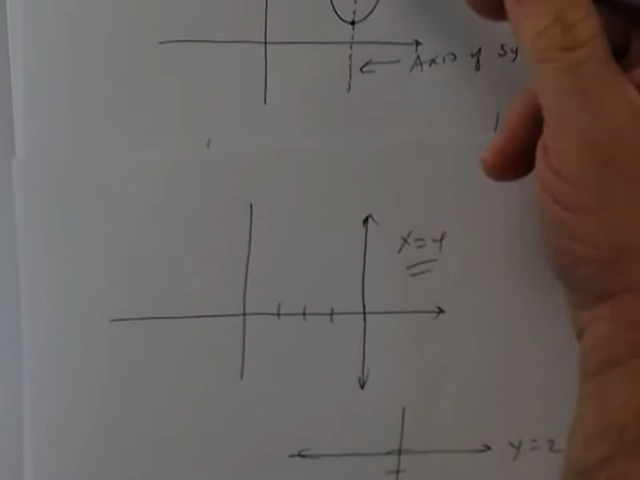 ← Axis of Sy
x=4
y=2